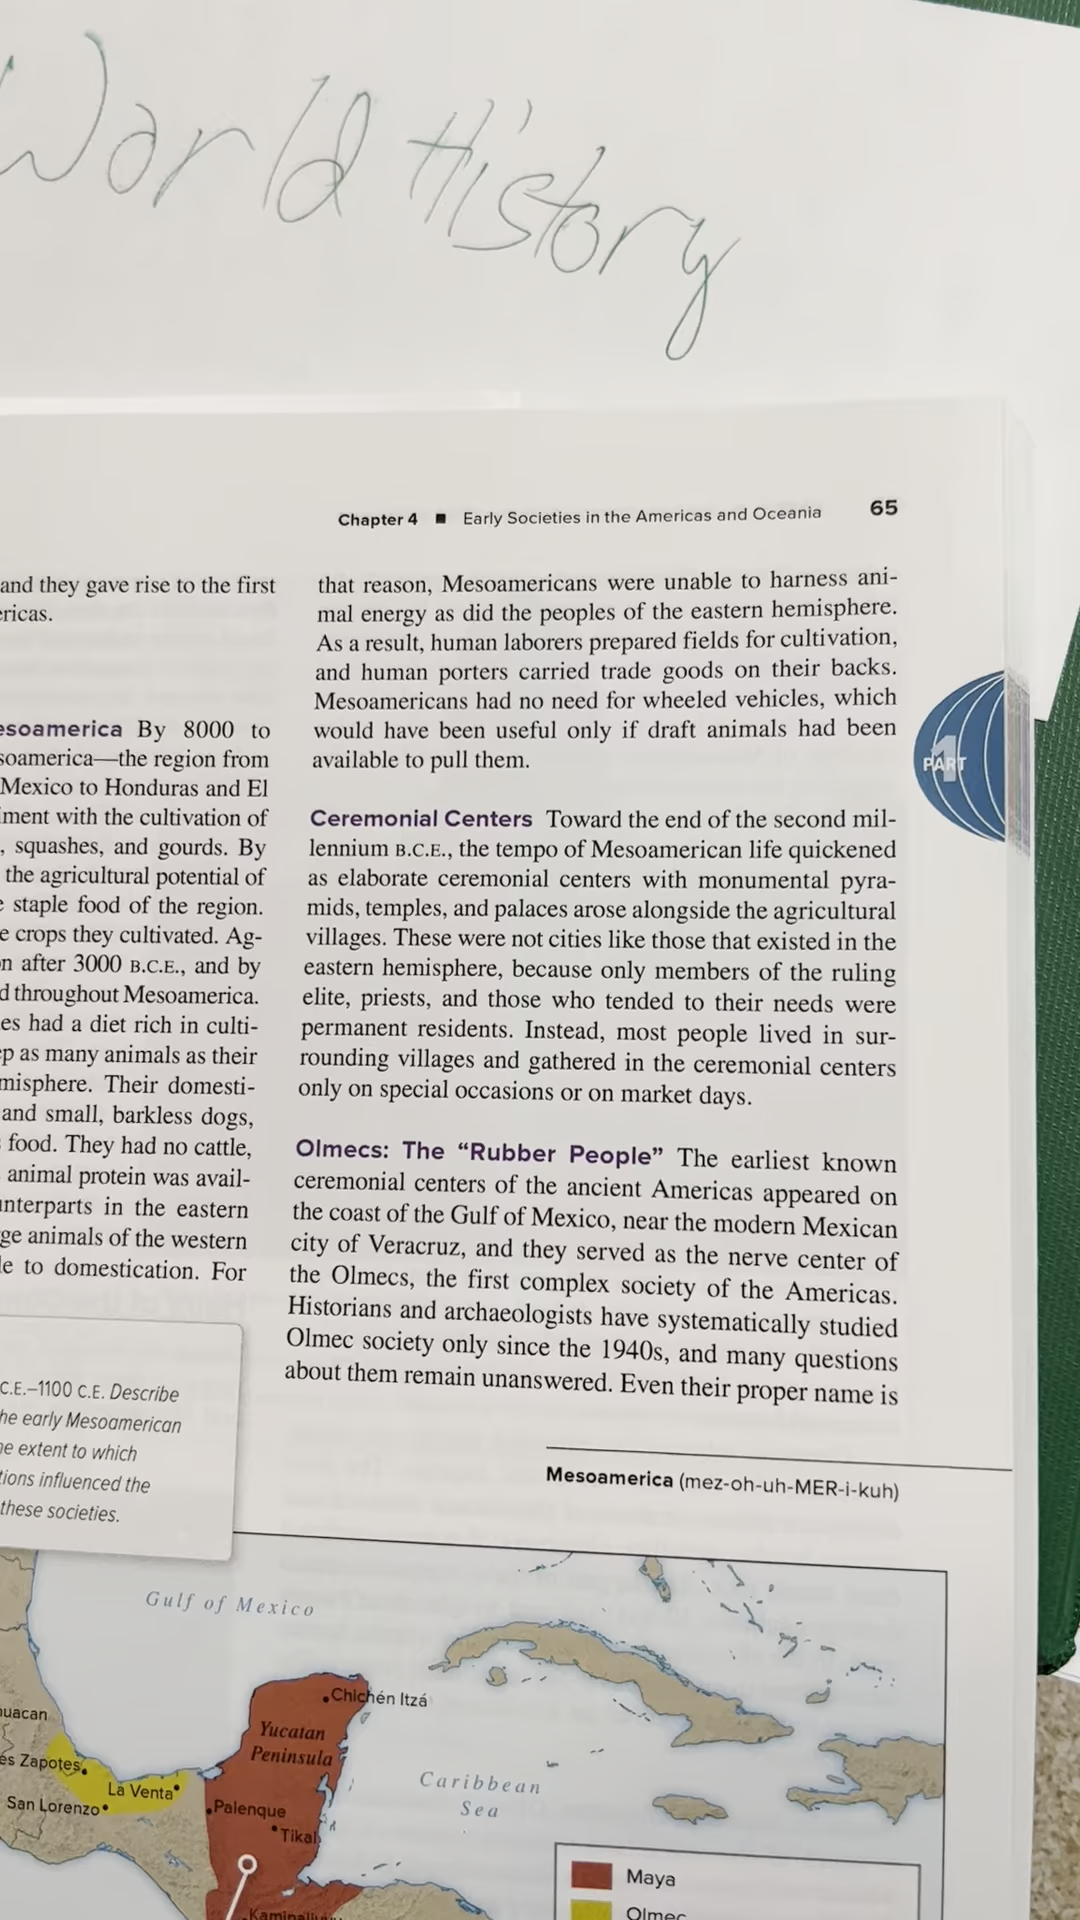 World History
Chapter 4 ■ Early Societies in the Americas and Oceania 65
and they gave rise to the first
ericas.
esoamerica By 8000 to
soamerica—the region from
Mexico to Honduras and El
iment with the cultivation of
, squashes, and gourds. By
the agricultural potential of
e staple food of the region.
e crops they cultivated. Ag-
n after 3000 B.C.E., and by
d throughout Mesoamerica.
es had a diet rich in culti-
ep as many animals as their
misphere. Their domesti-
and small, barkless dogs,
food. They had no cattle,
animal protein was avail-
unterparts in the eastern
ge animals of the western
le to domestication. For
that reason, Mesoamericans were unable to harness ani-
mal energy as did the peoples of the eastern hemisphere.
As a result, human laborers prepared fields for cultivation,
and human porters carried trade goods on their backs.
Mesoamericans had no need for wheeled vehicles, which
would have been useful only if draft animals had been
available to pull them.
Ceremonial Centers Toward the end of the second mil-
lennium B.C.E., the tempo of Mesoamerican life quickened
as elaborate ceremonial centers with monumental pyra-
mids, temples, and palaces arose alongside the agricultural
villages. These were not cities like those that existed in the
eastern hemisphere, because only members of the ruling
elite, priests, and those who tended to their needs were
permanent residents. Instead, most people lived in sur-
rounding villages and gathered in the ceremonial centers
only on special occasions or on market days.
Olmecs: The “Rubber People” The earliest known
ceremonial centers of the ancient Americas appeared on
the coast of the Gulf of Mexico, near the modern Mexican
city of Veracruz, and they served as the nerve center of
the Olmecs, the first complex society of the Americas.
Historians and archaeologists have systematically studied
Olmec society only since the 1940s, and many questions
about them remain unanswered. Even their proper name is
PART 1
C.E.–1100 C.E. Describe
he early Mesoamerican
he extent to which
tions influenced the
these societies.
Mesoamerica (mez-oh-uh-MER-i-kuh)
Gulf of Mexico
Chichén Itzá
uacan
Yucatan
Peninsula
es Zapotes
La Venta
San Lorenzo
Caribbean
Sea
Palenque
Tikal
Maya
Olmec